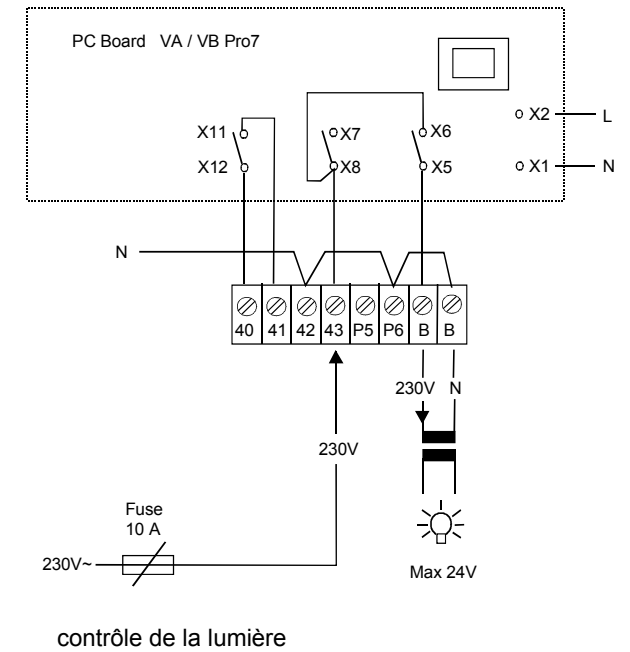 PC Board VA / VB Pro7
X2 L
X11 X7 X6
X12 X8 X5 X1 N
N
40 41 42 43 P5 P6 B B
230V N
230V
Fuse
10 A
230V~
Max 24V
contrôle de la lumière